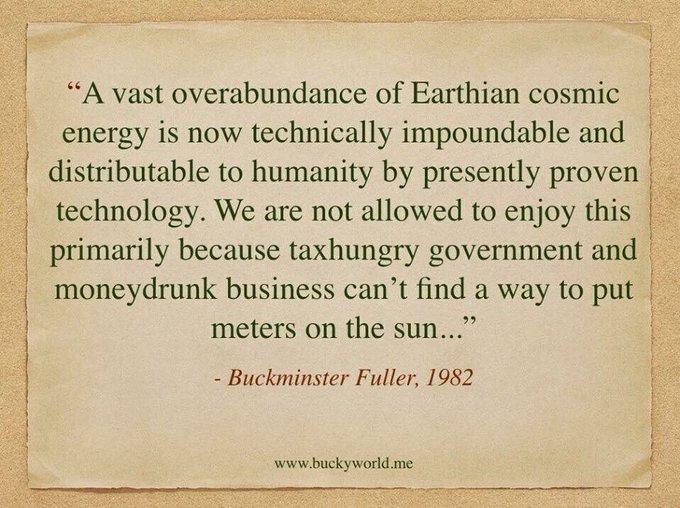 “A vast overabundance of Earthian cosmic
energy is now technically impoundable and
distributable to humanity by presently proven
technology. We are not allowed to enjoy this
primarily because taxhungry government and
moneydrunk business can’t find a way to put
meters on the sun...”
- Buckminster Fuller, 1982
www.buckyworld.me